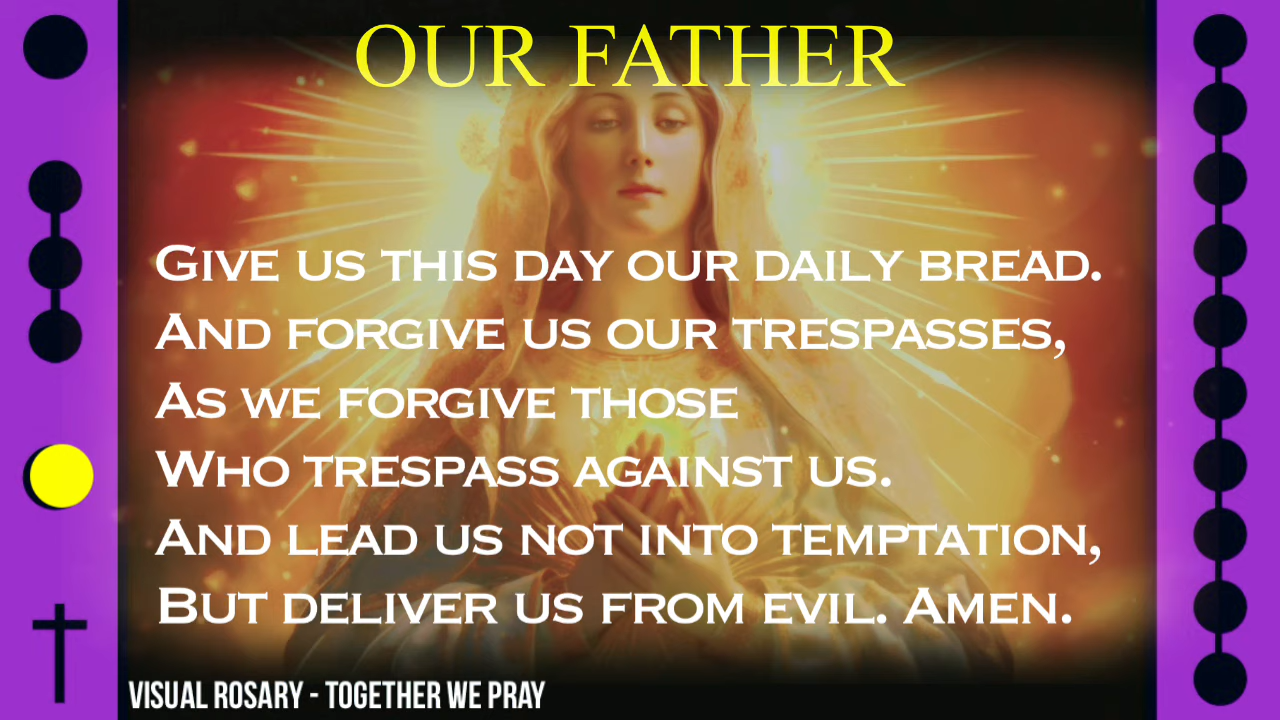 OUR FATHER
Give us this day our daily bread.
And forgive us our trespasses,
As we forgive those
Who trespass against us.
And lead us not into temptation,
But deliver us from evil. Amen.
VISUAL ROSARY - TOGETHER WE PRAY